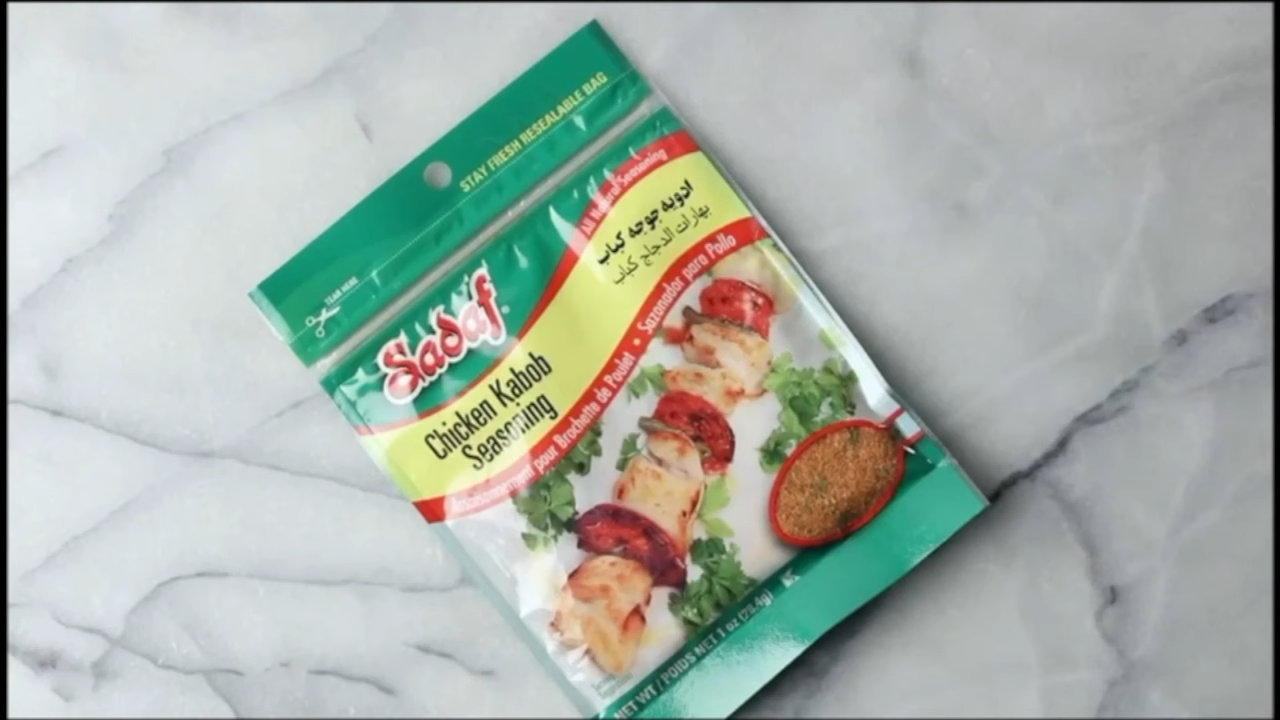 STAY FRESH RESEALABLE BAG
TEAR HERE
Sadaf®
All Natural Seasoning
ادویه جوجه کباب
بهارات الدجاج كباب
Chicken Kabob
Seasoning
Assaisonnement pour Brochette de Poulet • Sazonador para Pollo
NET WT / POIDS NET 1 oz (28.4g)